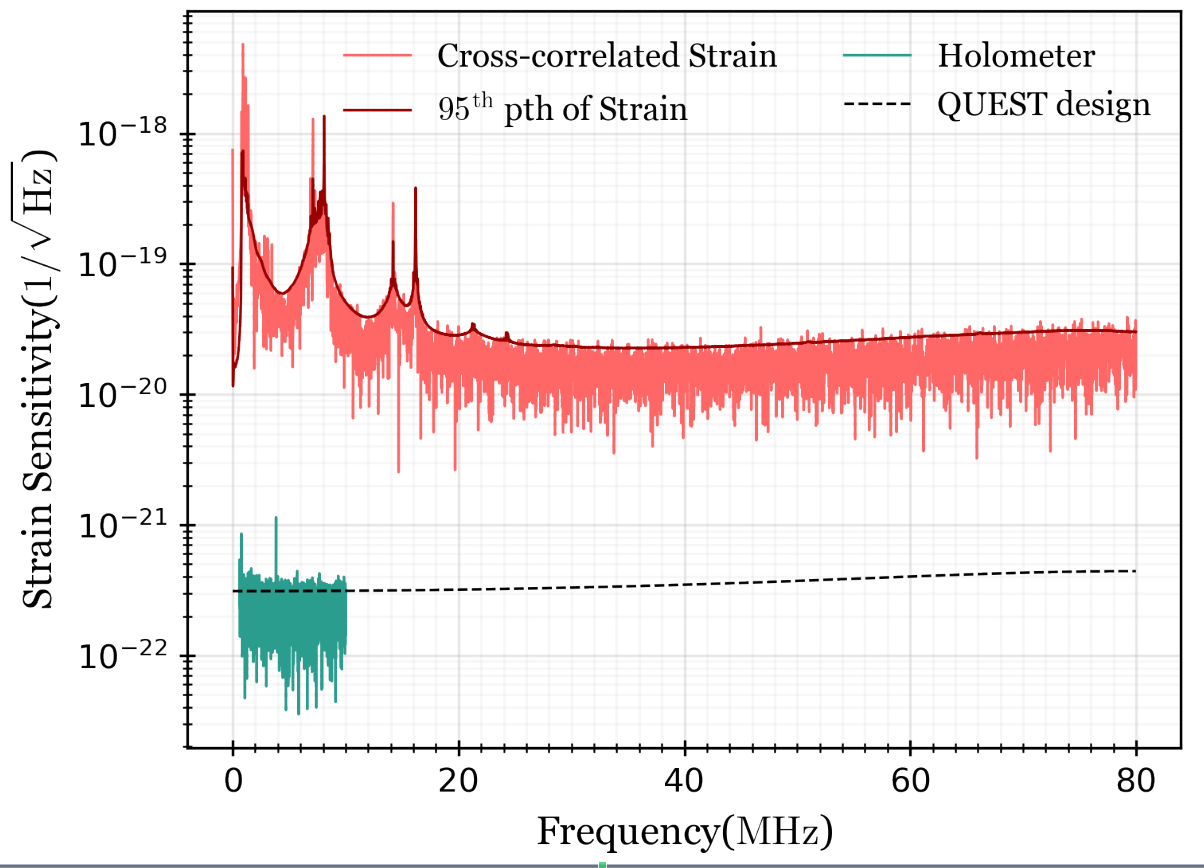 Cross-correlated Strain
95th pth of Strain
Holometer
QUEST design
Strain Sensitivity(1/√Hz)
10⁻¹⁸
10⁻¹⁹
10⁻²⁰
10⁻²¹
10⁻²²
0 20 40 60 80
Frequency(MHz)